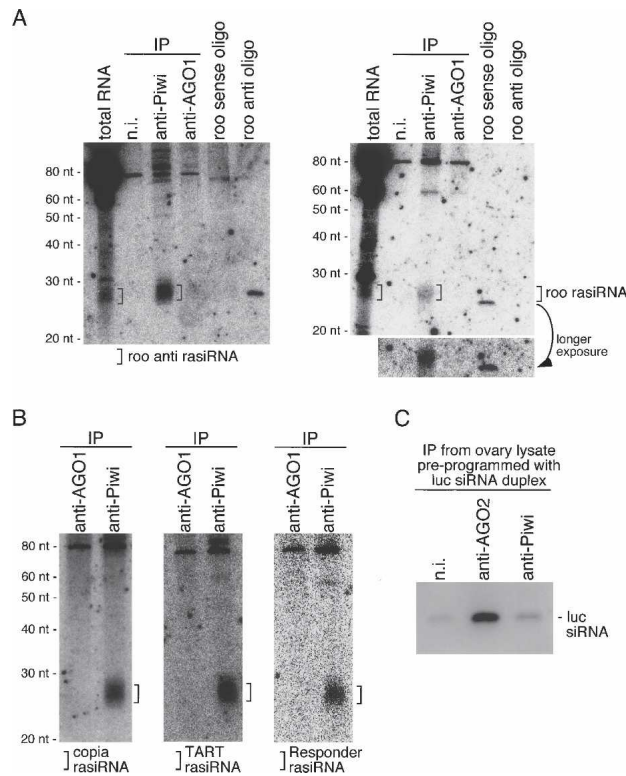 A
IP
total RNA
n.i.
anti-Piwi
anti-AGO1
roo sense oligo
roo anti oligo
80 nt -
60 nt -
50 nt -
40 nt -
30 nt -
20 nt -
] roo anti rasiRNA
IP
total RNA
n.i.
anti-Piwi
anti-AGO1
roo sense oligo
roo anti oligo
80 nt -
60 nt -
50 nt -
40 nt -
30 nt -
20 nt -
] roo rasiRNA
longer
exposure
B
IP
anti-AGO1
anti-Piwi
IP
anti-AGO1
anti-Piwi
IP
anti-AGO1
anti-Piwi
80 nt -
60 nt -
50 nt -
40 nt -
30 nt -
20 nt -
] copia
rasiRNA
] TART
rasiRNA
] Responder
rasiRNA
C
IP from ovary lysate
pre-programmed with
luc siRNA duplex
n.i.
anti-AGO2
anti-Piwi
- luc
siRNA